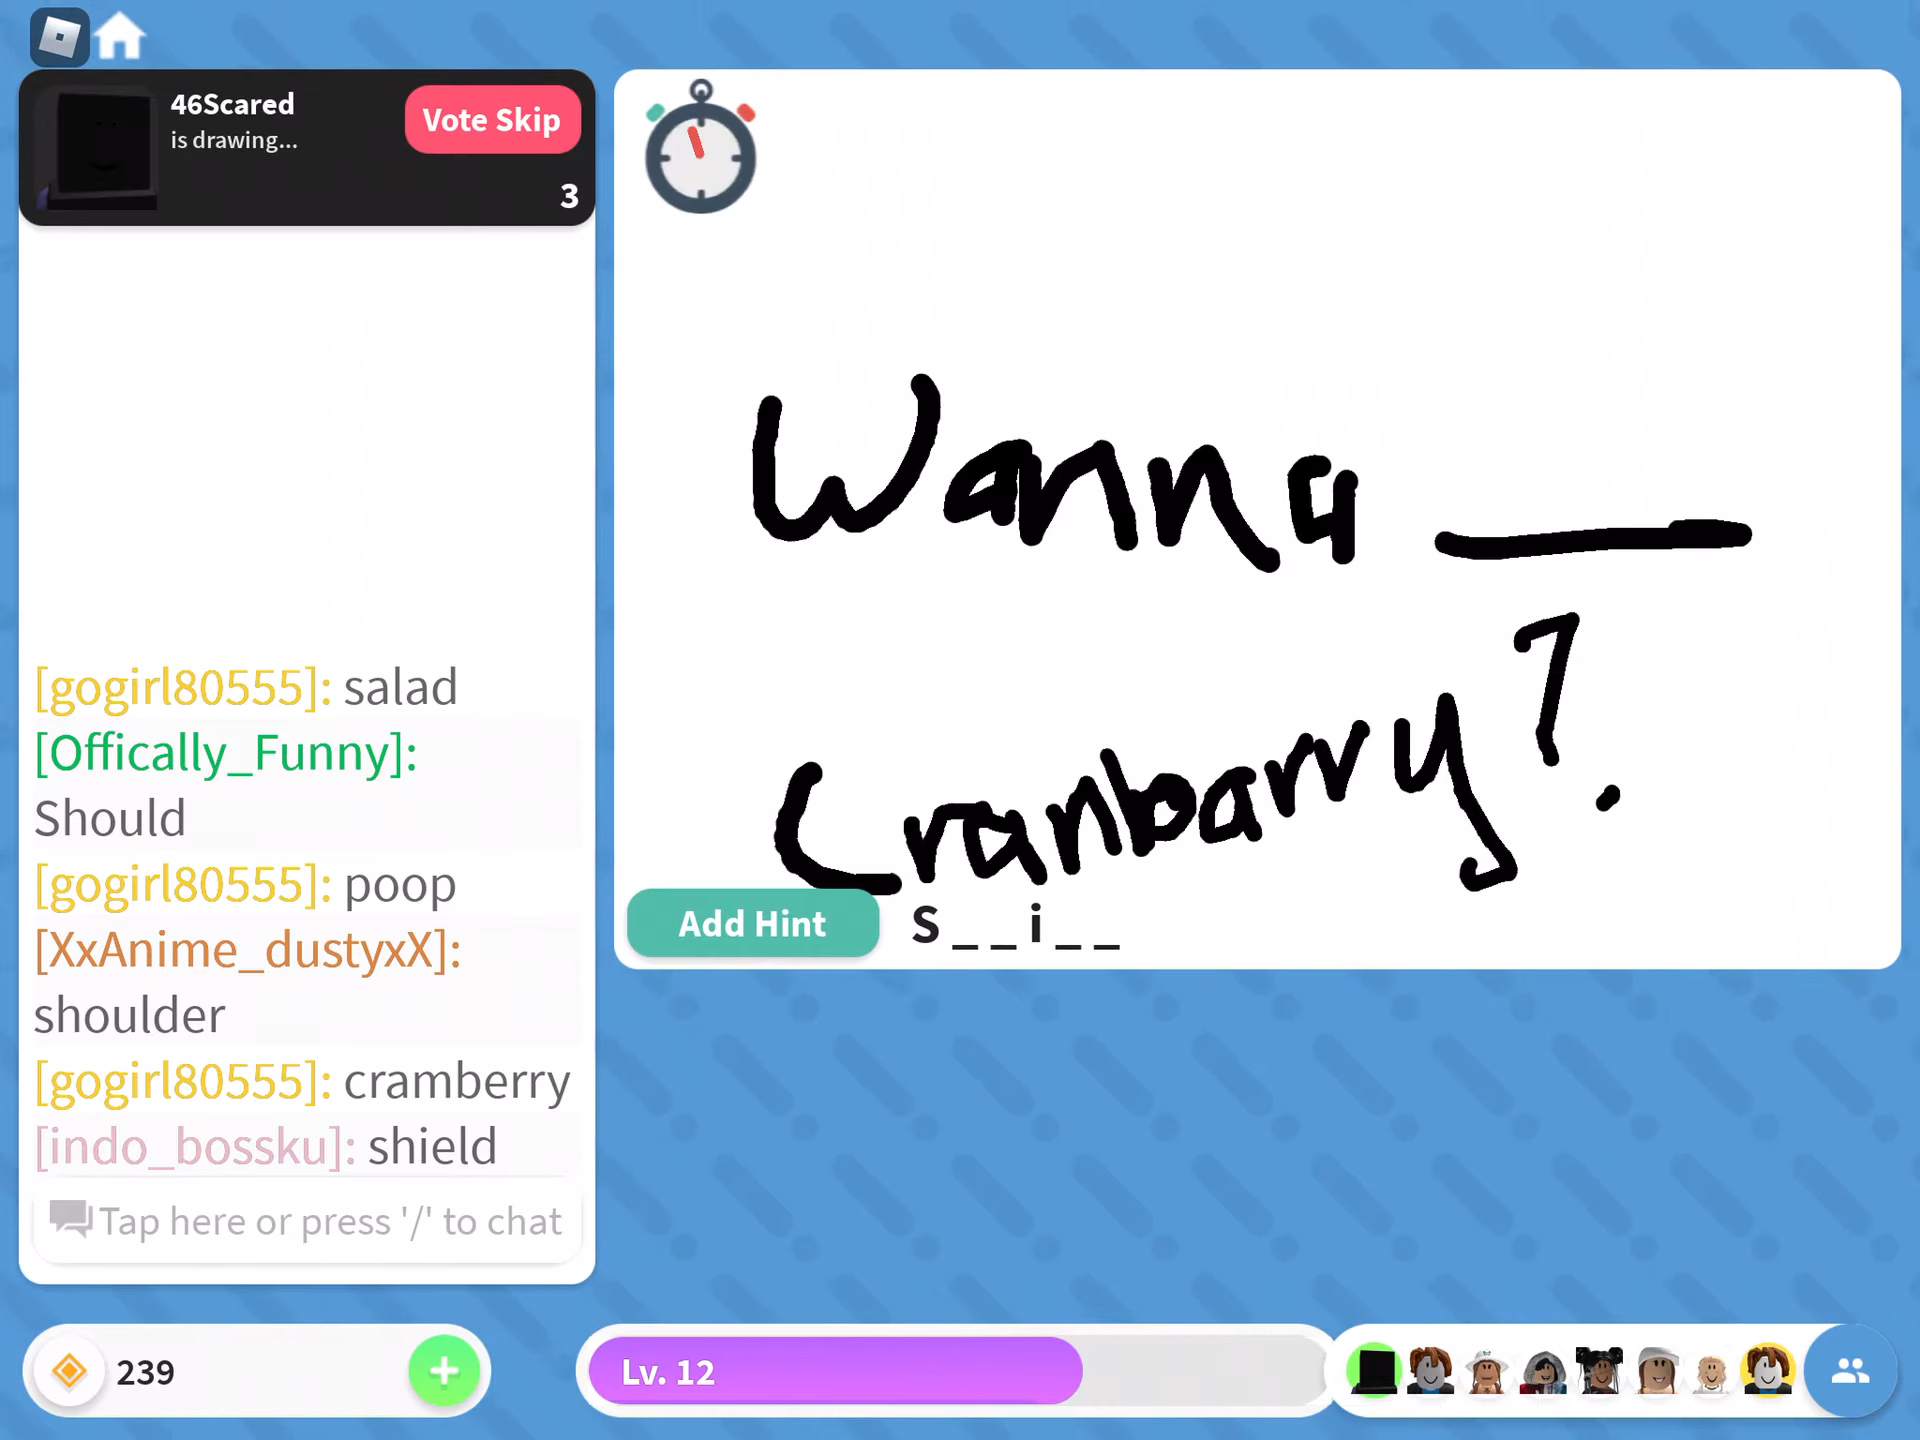 46Scared
is drawing...
Vote Skip
3
[gogirl80555]: salad
[Offically_Funny]:
Should
[gogirl80555]: poop
[XxAnime_dustyxX]:
shoulder
[gogirl80555]: cramberry
[indo_bossku]: shield
Tap here or press '/' to chat
Wanna __
Cranbarry?
Add Hint
S _ _ i _ _
239
Lv. 12